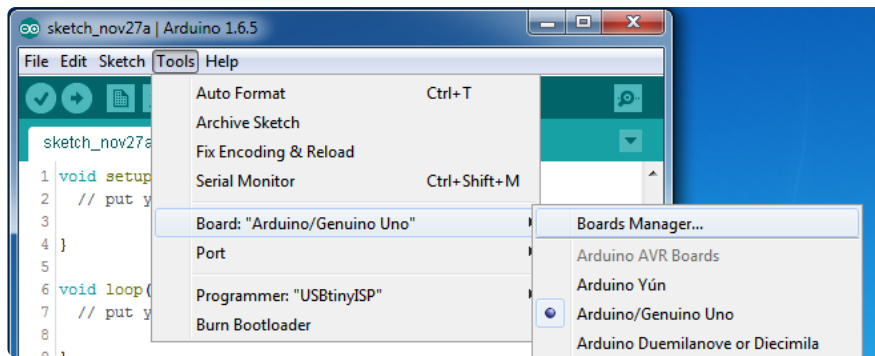 sketch_nov27a | Arduino 1.6.5
File Edit Sketch Tools Help
sketch_nov27a
1 void setup
2 // put y
3
4 }
5
6 void loop(
7 // put y
8
9 }
Auto Format Ctrl+T
Archive Sketch
Fix Encoding & Reload
Serial Monitor Ctrl+Shift+M
Board: "Arduino/Genuino Uno"
Port
Programmer: "USBtinyISP"
Burn Bootloader
Boards Manager...
Arduino AVR Boards
Arduino Yún
Arduino/Genuino Uno
Arduino Duemilanove or Diecimila